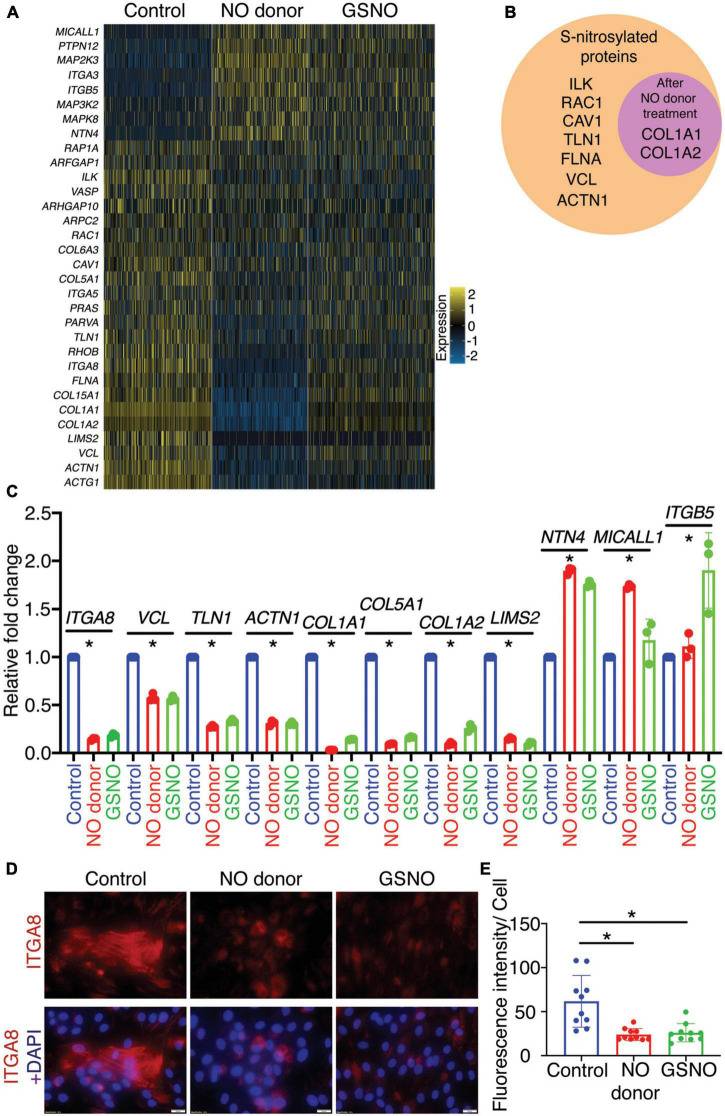 A
Control NO donor GSNO
MICALL1
PTPN12
MAP2K3
ITGA3
ITGB5
MAP3K2
MAPK8
NTN4
RAP1A
ARFGAP1
ILK
VASP
ARHGAP10
ARPC2
RAC1
COL6A3
CAV1
COL5A1
ITGA5
PRAS
PARVA
TLN1
RHOB
ITGA8
FLNA
COL15A1
COL1A1
COL1A2
LIMS2
VCL
ACTN1
ACTG1
Expression
2
1
0
-1
-2
B
S-nitrosylated
proteins
ILK
RAC1
CAV1
TLN1
FLNA
VCL
ACTN1
After
NO donor
treatment
COL1A1
COL1A2
C
Relative fold change
2.5
2.0
1.5
1.0
0.5
0.0
ITGA8
*
VCL
*
TLN1
*
ACTN1
*
COL1A1
*
COL5A1
*
COL1A2
*
LIMS2
*
NTN4
*
MICALL1
*
ITGB5
*
Control NO donor GSNO
Control NO donor GSNO
Control NO donor GSNO
Control NO donor GSNO
Control NO donor GSNO
Control NO donor GSNO
Control NO donor GSNO
Control NO donor GSNO
Control NO donor GSNO
Control NO donor GSNO
Control NO donor GSNO
D
Control NO donor GSNO
ITGA8
ITGA8
+DAPI
E
Fluorescence intensity/ Cell
150
100
50
0
*
*
Control NO GSNO
donor